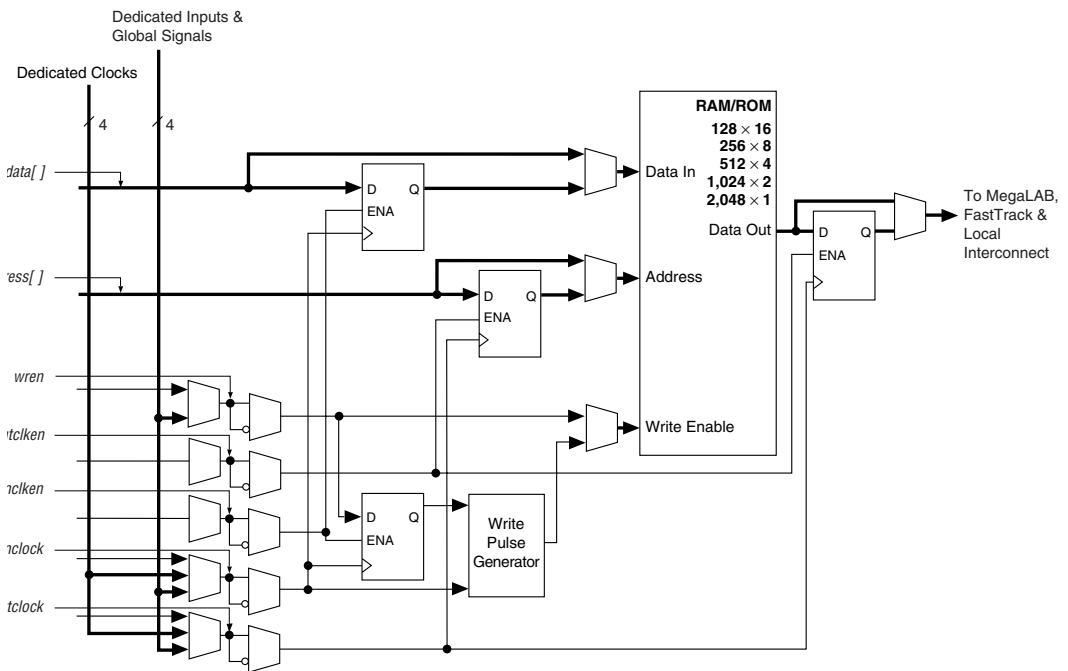 Dedicated Inputs &
Global Signals
Dedicated Clocks
4
4
RAM/ROM
128 × 16
256 × 8
512 × 4
1,024 × 2
2,048 × 1
data[ ]
D Q
ENA
Data In
To MegaLAB,
FastTrack &
Local
Interconnect
Data Out
D Q
ENA
ress[ ]
Address
D Q
ENA
wren
Write Enable
tclken
clken
D Q
ENA
Write
Pulse
Generator
clock
tclock